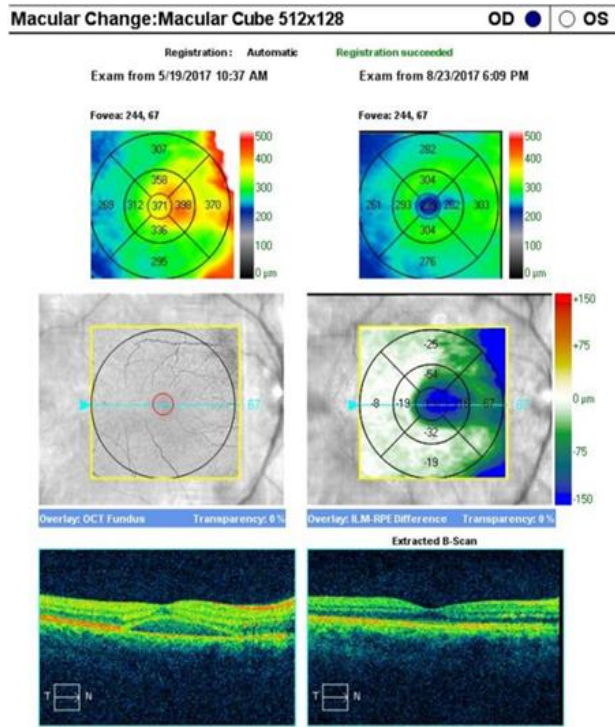 Macular Change:Macular Cube 512x128 OD OS
Registration: Automatic Registration succeeded
Exam from 5/19/2017 10:37 AM Exam from 8/23/2017 6:09 PM
Fovea: 244, 67 Fovea: 244, 67
500
400
300
200
100
0 µm
307
358
312 371 398 370
336
295
500
400
300
200
100
0 µm
282
304
261 293 282 303
304
276
67
+150
+75
0 µm
-75
-150
-25
-54
-8 -19
-32
-19
Overlay: OCT Fundus Transparency: 0 %
Overlay: ILM-RPE Difference Transparency: 0 %
Extracted B-Scan
T N
T N